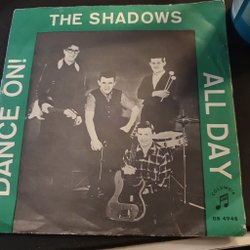 THE SHADOWS
DANCE ON!
ALL DAY
COLUMBIA
DB 4948